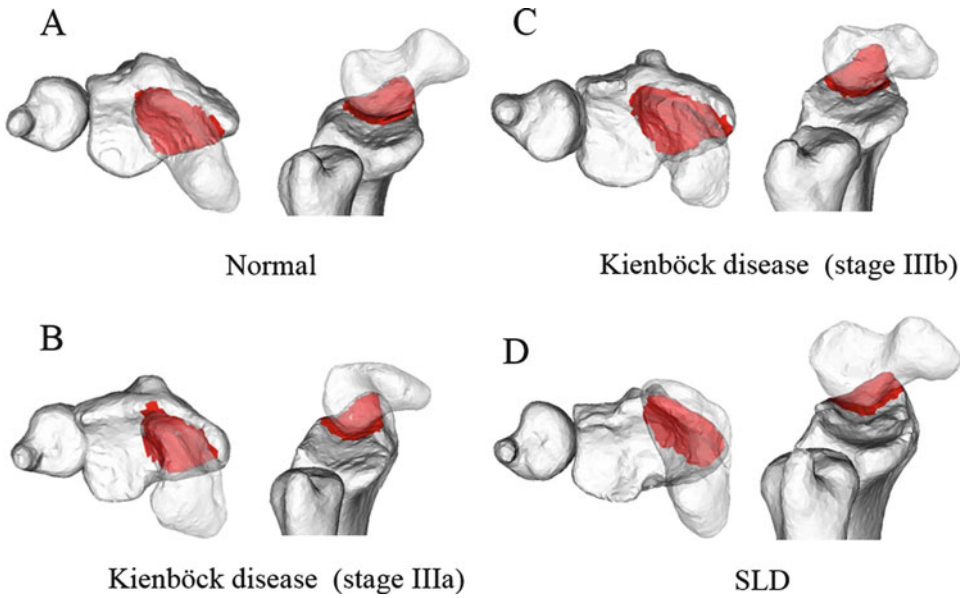 A
Normal
B
Kienböck disease (stage IIIa)
C
Kienböck disease (stage IIIb)
D
SLD